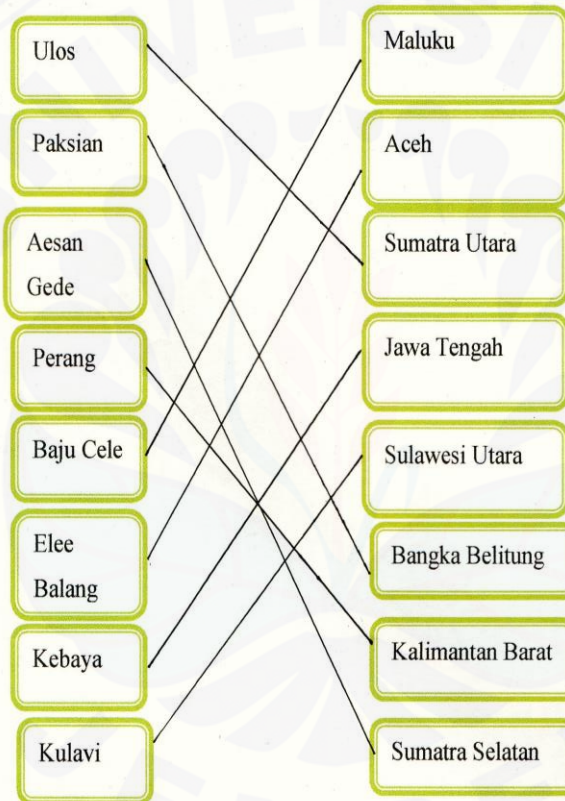 Ulos
Maluku
Paksian
Aceh
Aesan
Gede
Sumatra Utara
Perang
Jawa Tengah
Baju Cele
Sulawesi Utara
Elee
Balang
Bangka Belitung
Kebaya
Kalimantan Barat
Kulavi
Sumatra Selatan